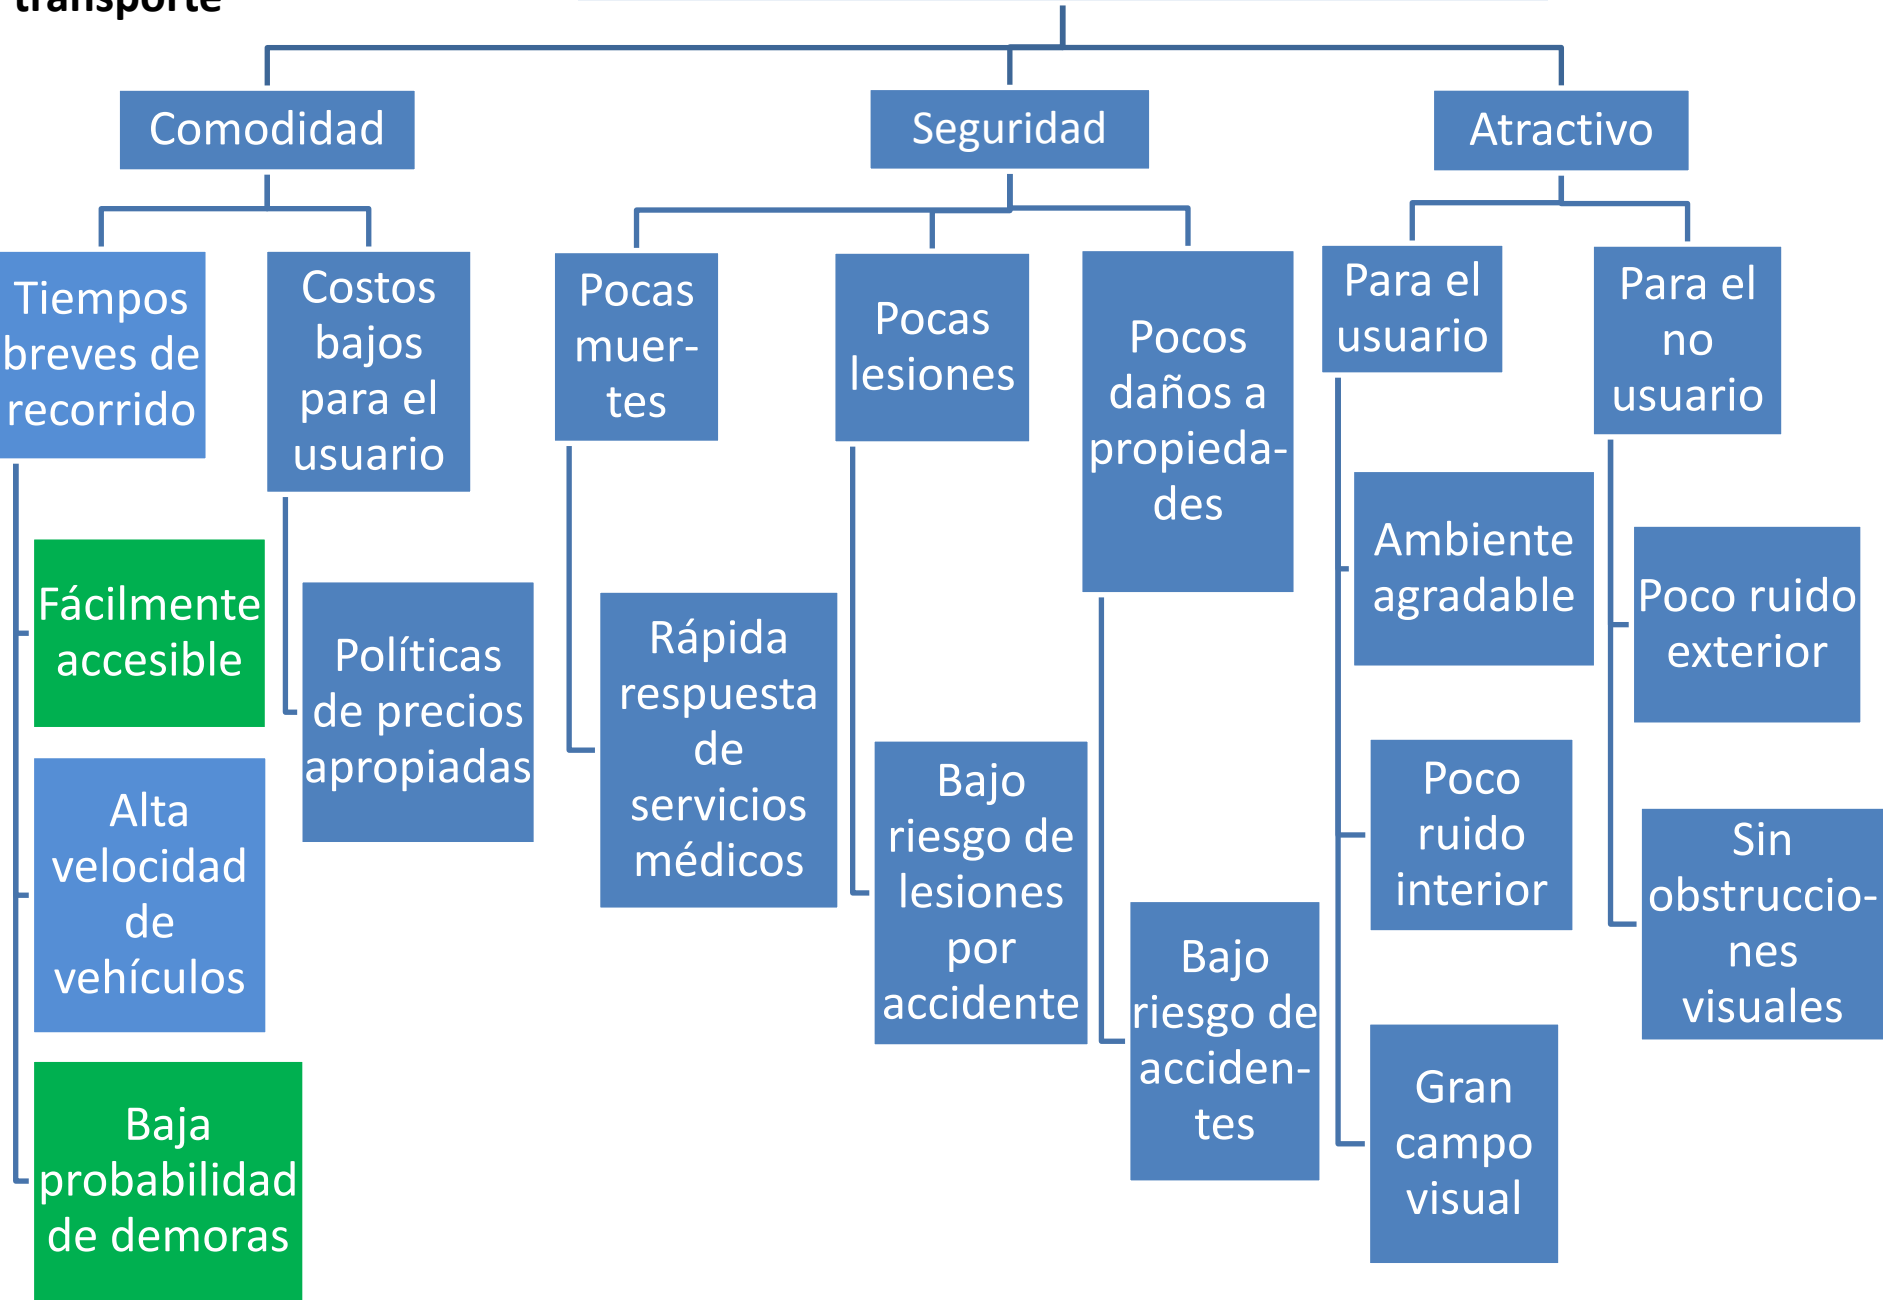 transporte
Comodidad
Seguridad
Atractivo
Tiempos
breves de
recorrido
Costos
bajos
para el
usuario
Pocas
muer-
tes
Pocas
lesiones
Pocos
daños a
propieda-
des
Para el
usuario
Para el
no
usuario
Fácilmente
accesible
Alta
velocidad
de
vehículos
Baja
probabilidad
de demoras
Políticas
de precios
apropiadas
Rápida
respuesta
de
servicios
médicos
Bajo
riesgo de
lesiones
por
accidente
Bajo
riesgo de
acciden-
tes
Ambiente
agradable
Poco
ruido
interior
Gran
campo
visual
Poco ruido
exterior
Sin
obstruccio-
nes
visuales